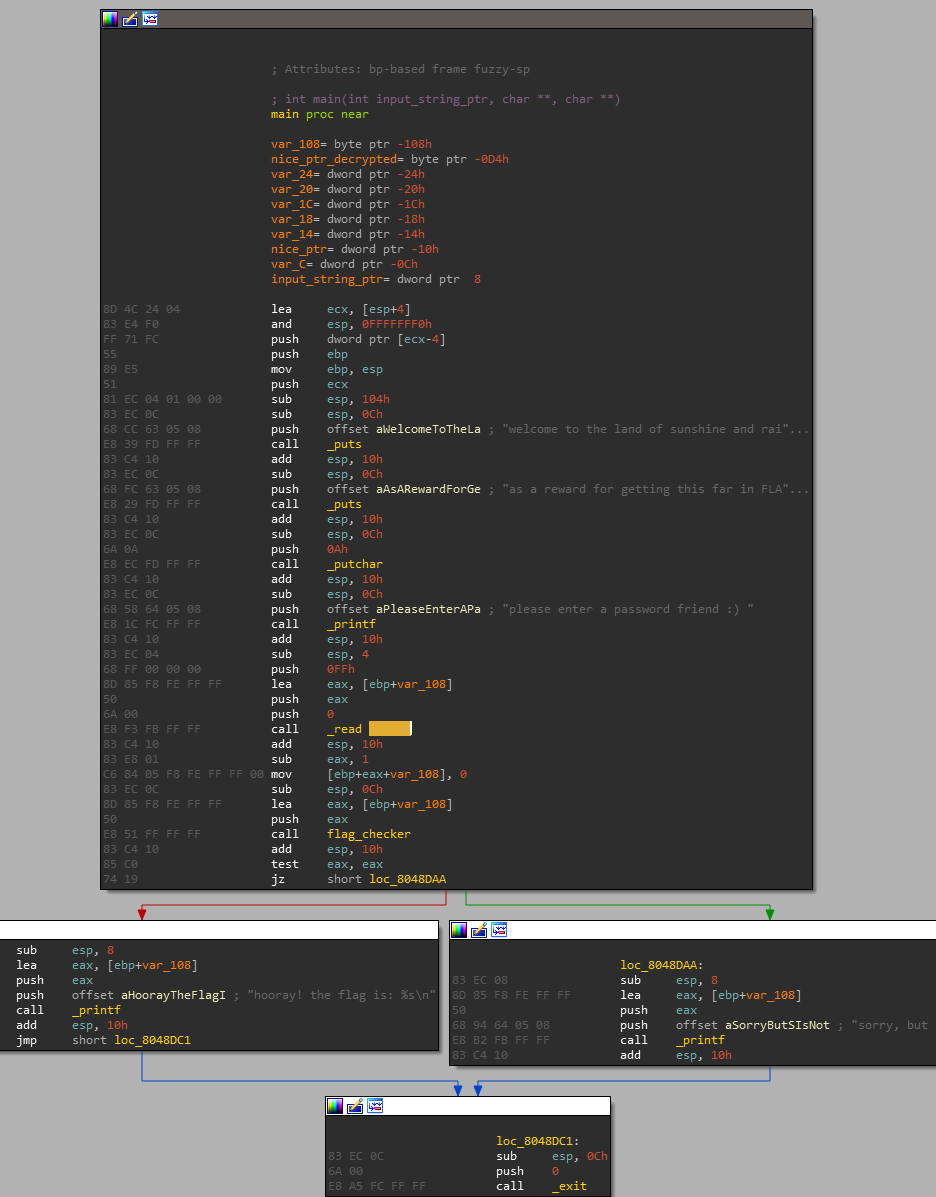 ; Attributes: bp-based frame fuzzy-sp
; int main(int input_string_ptr, char **, char **)
main proc near
var_108= byte ptr -108h
nice_ptr_decrypted= byte ptr -0D4h
var_24= dword ptr -24h
var_20= dword ptr -20h
var_1C= dword ptr -1Ch
var_18= dword ptr -18h
var_14= dword ptr -14h
nice_ptr= dword ptr -10h
var_C= dword ptr -0Ch
input_string_ptr= dword ptr 8
8D 4C 24 04 lea ecx, [esp+4]
83 E4 F0 and esp, 0FFFFFFF0h
FF 71 FC push dword ptr [ecx-4]
55 push ebp
89 E5 mov ebp, esp
51 push ecx
81 EC 04 01 00 00 sub esp, 104h
83 EC 0C sub esp, 0Ch
68 CC 63 05 08 push offset aWelcomeToTheLa ; "welcome to the land of sunshine and rai"...
E8 39 FD FF FF call _puts
83 C4 10 add esp, 10h
83 EC 0C sub esp, 0Ch
68 FC 63 05 08 push offset aAsARewardForGe ; "as a reward for getting this far in FLA"...
E8 29 FD FF FF call _puts
83 C4 10 add esp, 10h
83 EC 0C sub esp, 0Ch
6A 0A push 0Ah
E8 EC FD FF FF call _putchar
83 C4 10 add esp, 10h
83 EC 0C sub esp, 0Ch
68 58 64 05 08 push offset aPleaseEnterAPa ; "please enter a password friend :) "
E8 1C FC FF FF call _printf
83 C4 10 add esp, 10h
83 EC 04 sub esp, 4
68 FF 00 00 00 push 0FFh
8D 85 F8 FE FF FF lea eax, [ebp+var_108]
50 push eax
6A 00 push 0
E8 F3 FB FF FF call _read
83 C4 10 add esp, 10h
83 E8 01 sub eax, 1
C6 84 05 F8 FE FF FF 00 mov [ebp+eax+var_108], 0
83 EC 0C sub esp, 0Ch
8D 85 F8 FE FF FF lea eax, [ebp+var_108]
50 push eax
E8 51 FF FF FF call flag_checker
83 C4 10 add esp, 10h
85 C0 test eax, eax
74 19 jz short loc_8048DAA
sub esp, 8
lea eax, [ebp+var_108]
push eax
push offset aHoorayTheFlagI ; "hooray! the flag is: %s\n"
call _printf
add esp, 10h
jmp short loc_8048DC1
loc_8048DAA:
83 EC 08 sub esp, 8
8D 85 F8 FE FF FF lea eax, [ebp+var_108]
50 push eax
68 94 64 05 08 push offset aSorryButSIsNot ; "sorry, but
E8 B2 FB FF FF call _printf
83 C4 10 add esp, 10h
loc_8048DC1:
83 EC 0C sub esp, 0Ch
6A 00 push 0
E8 A5 FC FF FF call _exit